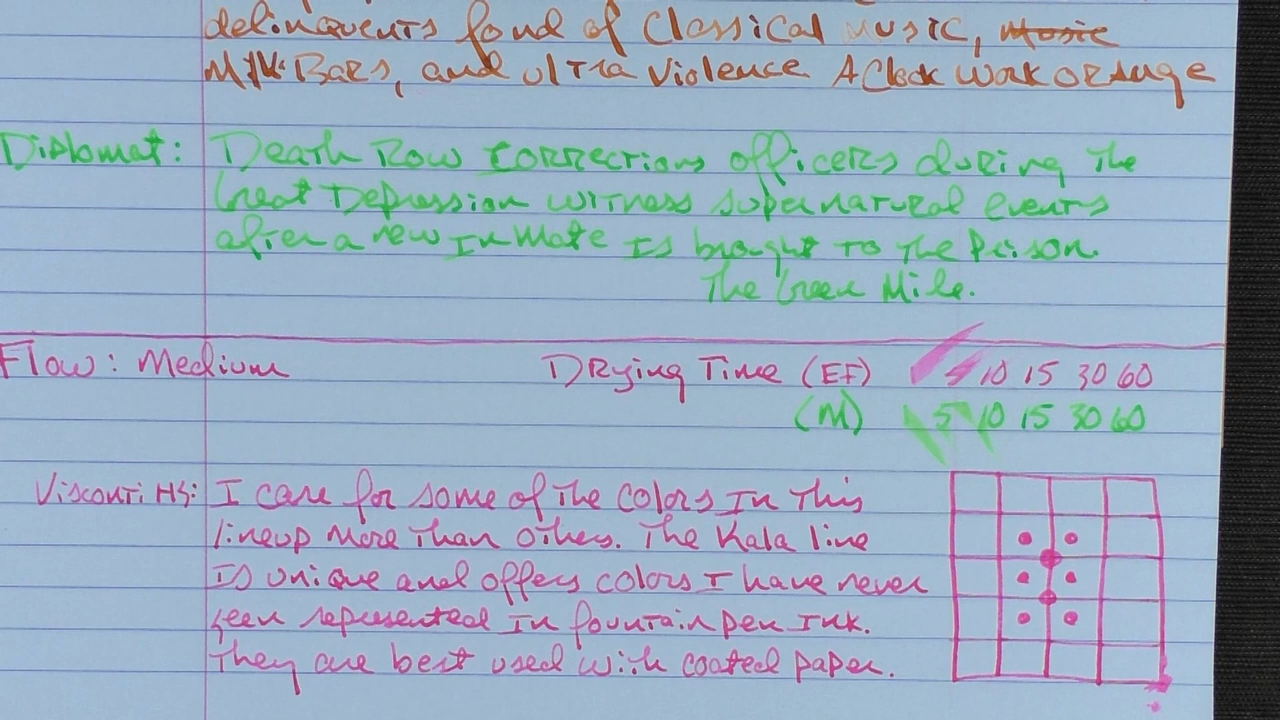 delinquents fond of Classical Music, Music
Milk Bars, and ultra Violence A Clock Work Orange
Diplomat: Death Row corrections officers during the
Great Depression witness supernatural events
after a new inmate is brought to the Prison.
The Green Mile.
Flow: Medium Drying Time (EF) 5 10 15 30 60
(M) 5 10 15 30 60
Visconti HS: I care for some of the colors in this
lineup more than others. The Kala line
is unique and offers colors I have never
seen represented in fountain pen ink.
They are best used with coated paper.